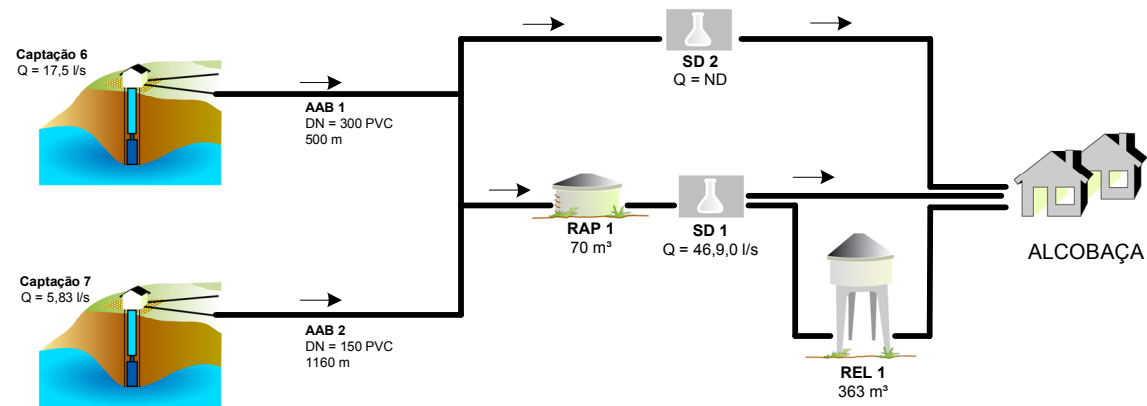 Captação 6
Q = 17,5 l/s
AAB 1
DN = 300 PVC
500 m
SD 2
Q = ND
RAP 1
70 m³
SD 1
Q = 46,9,0 l/s
ALCOBAÇA
Captação 7
Q = 5,83 l/s
AAB 2
DN = 150 PVC
1160 m
REL 1
363 m³